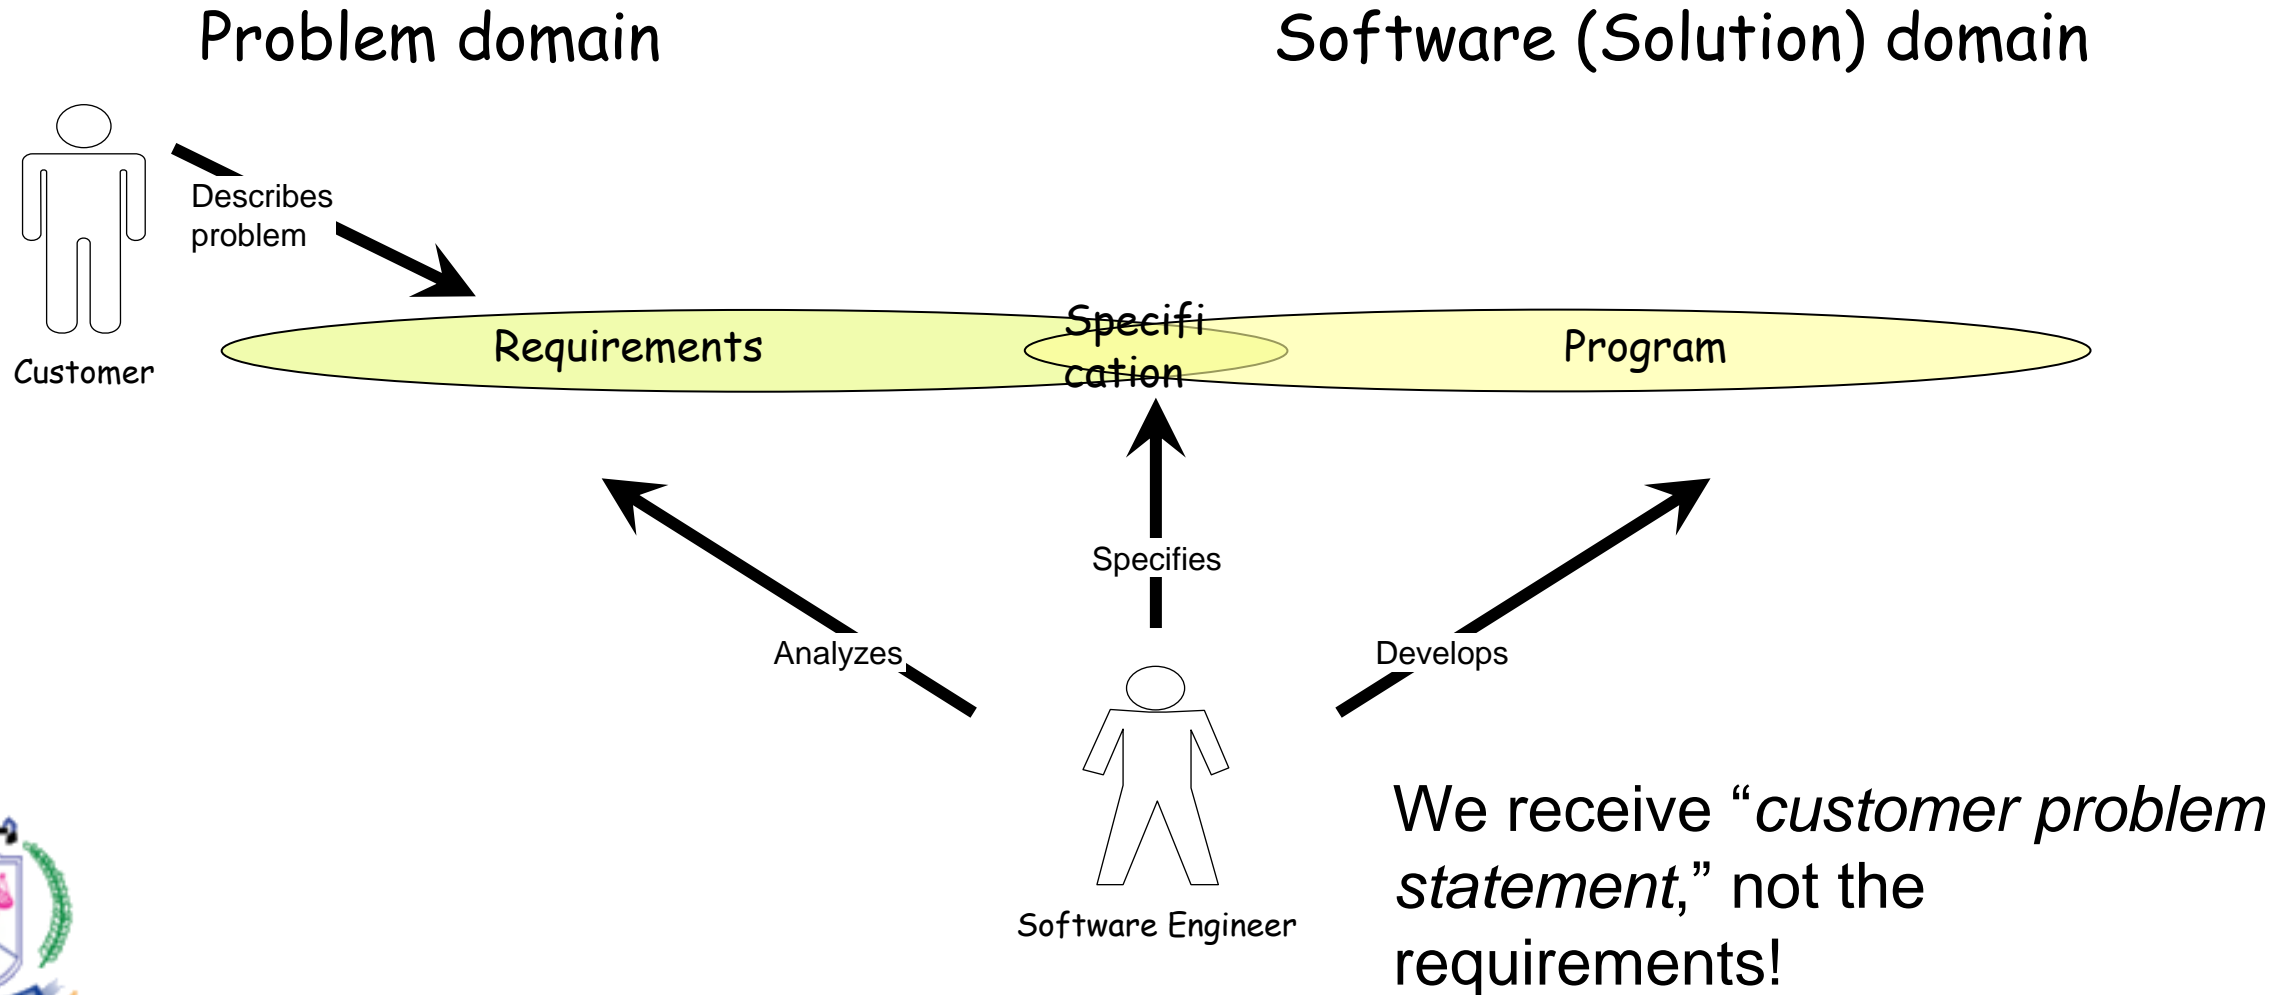 Problem domain
Software (Solution) domain
Describes
problem
Customer
Requirements
Specifi
cation
Program
Specifies
Analyzes
Develops
Software Engineer
We receive “customer problem
statement,” not the
requirements!